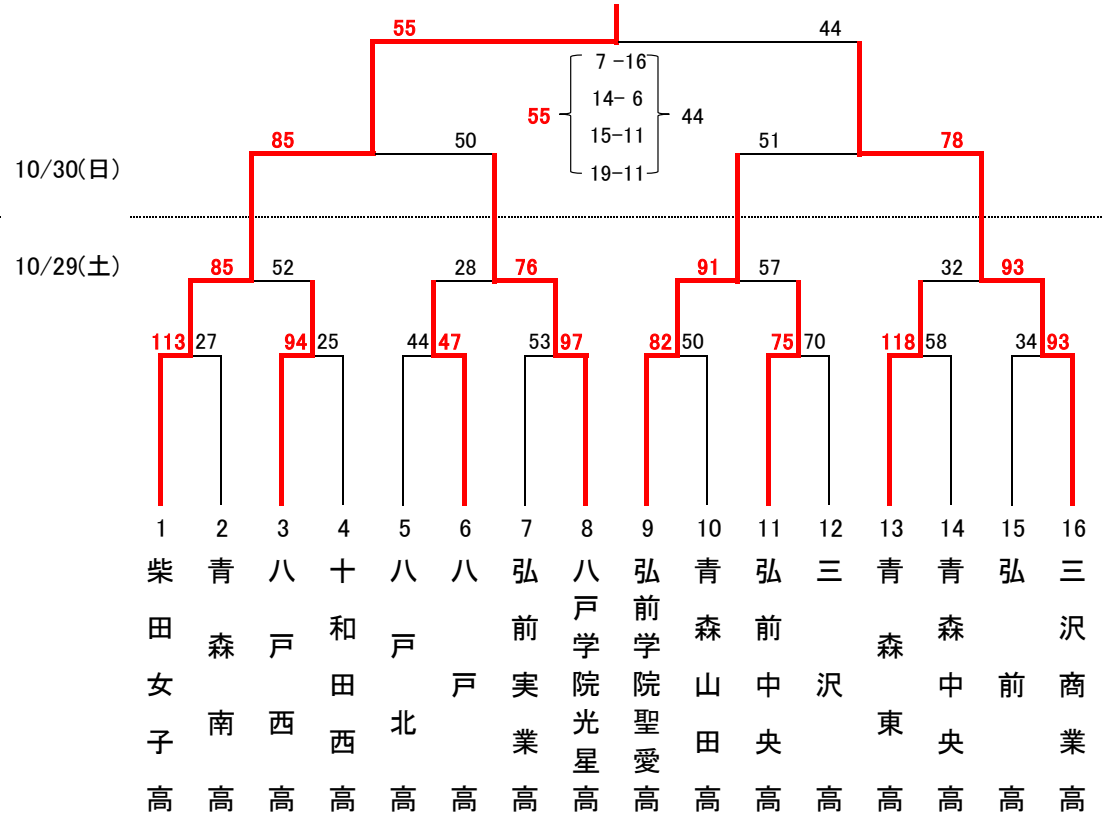 55 44
7-16
14-6
55 44
15-11
19-11
85 50 51 78
10/30(日)
10/29(土)
85 52 28 76 91 57 32 93
113 27 94 25 44 47 53 97 82 50 75 70 118 58 34 93
1 2 3 4 5 6 7 8 9 10 11 12 13 14 15 16
柴田女子高
青森南高
八戸西高
十和田西高
八戸北高
八戸高
弘前実業高
八戸学院光星高
弘前学院聖愛高
青森山田高
弘前中央高
三沢高
青森東高
青森中央高
弘前高
三沢商業高